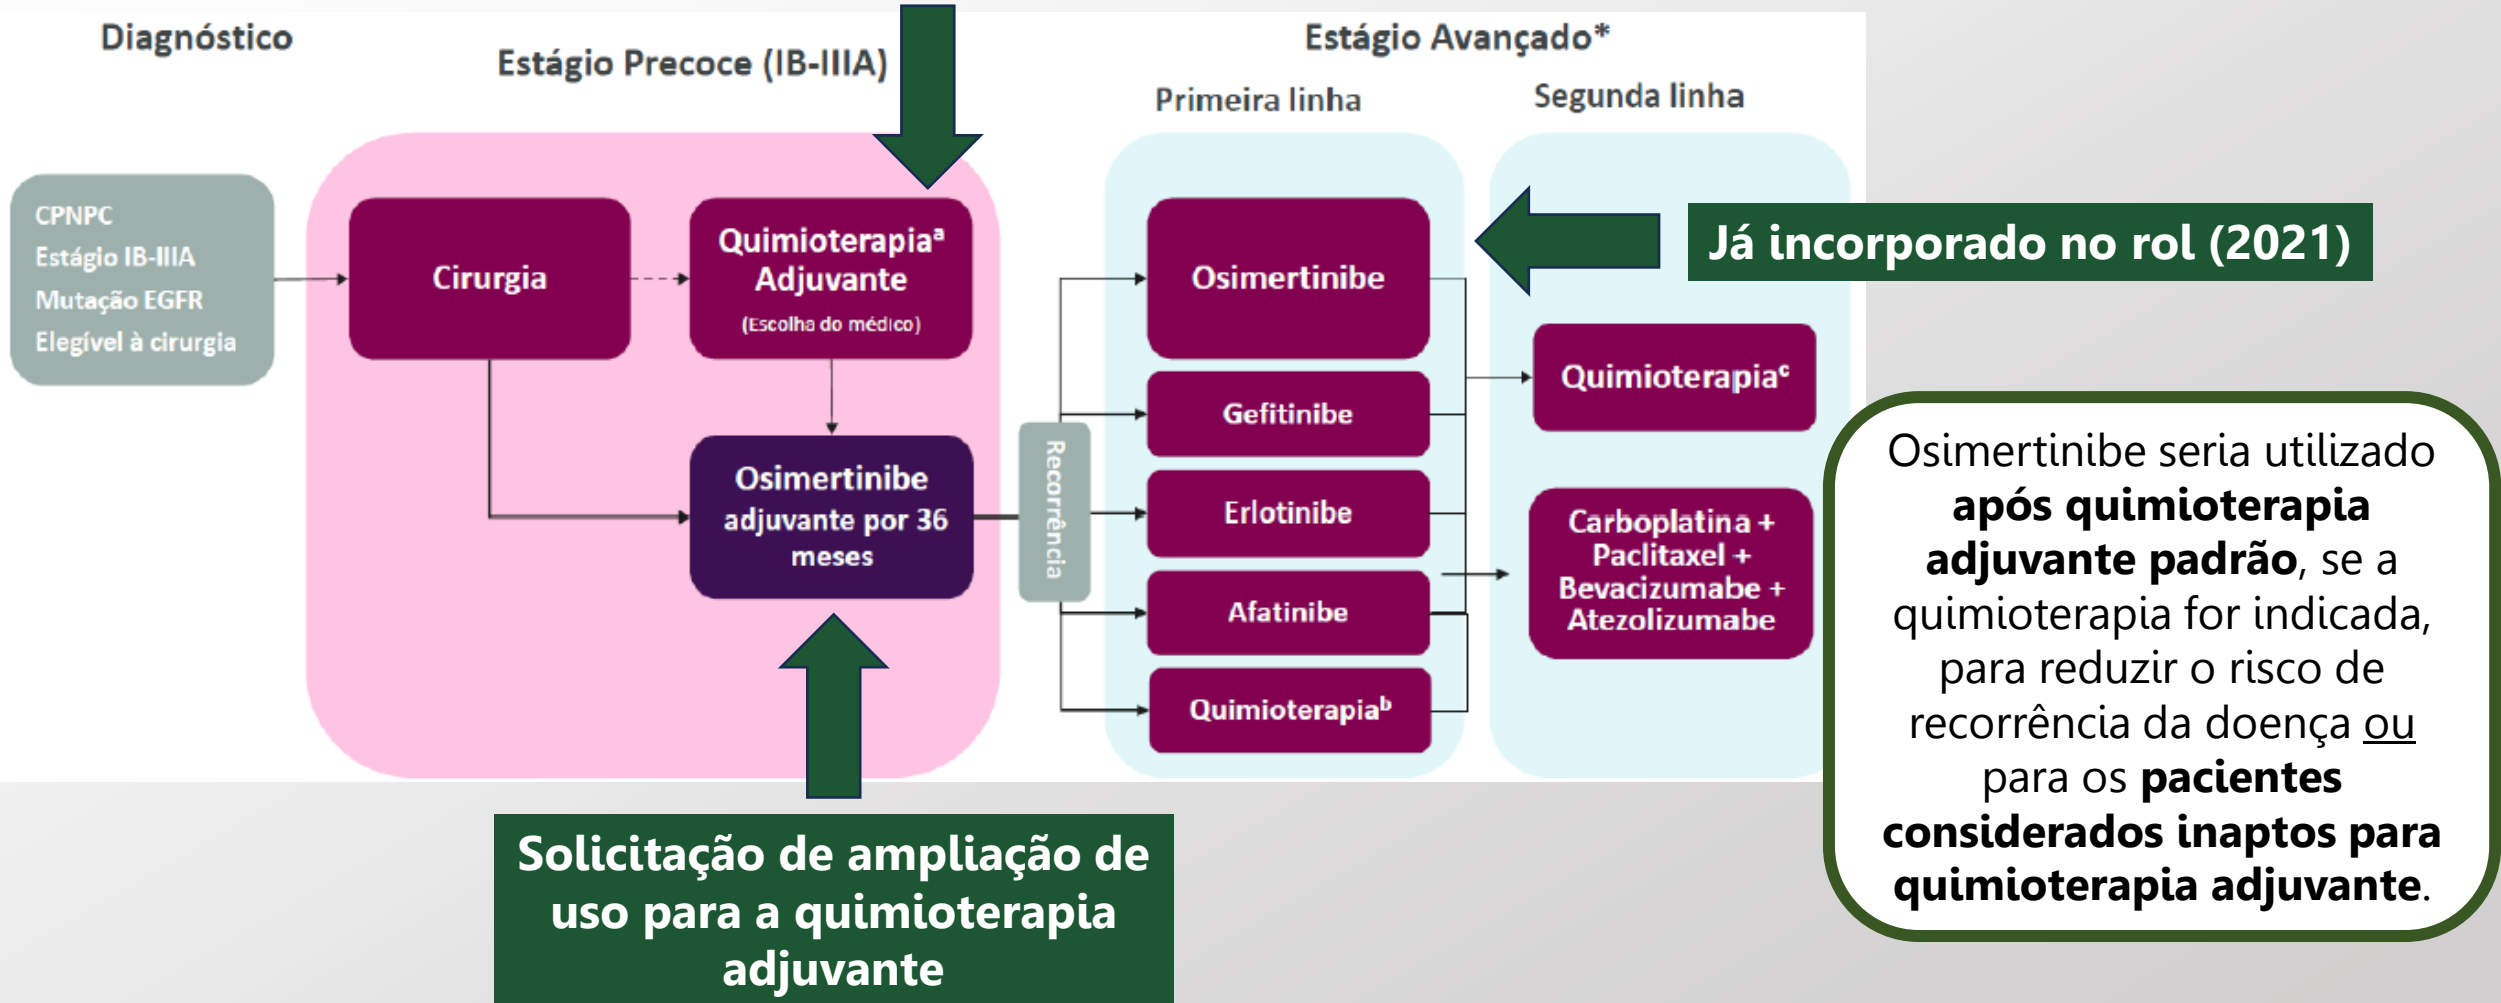 Diagnóstico
Estágio Precoce (IB-IIIA)
Estágio Avançado*
Primeira linha
Segunda linha
CPNPC
Estágio IB-IIIA
Mutação EGFR
Elegível à cirurgia
Cirurgia
Quimioterapiaª
Adjuvante
(Escolha do médico)
Osimertinibe
adjuvante por 36
meses
Recorrência
Osimertinibe
Gefitinibe
Erlotinibe
Afatinibe
Quimioterapiaᵇ
Quimioterapiaᶜ
Carboplatina +
Paclitaxel +
Bevacizumabe +
Atezolizumabe
Já incorporado no rol (2021)
Osimertinibe seria utilizado
após quimioterapia
adjuvante padrão, se a
quimioterapia for indicada,
para reduzir o risco de
recorrência da doença ou
para os pacientes
considerados inaptos para
quimioterapia adjuvante.
Solicitação de ampliação de
uso para a quimioterapia
adjuvante